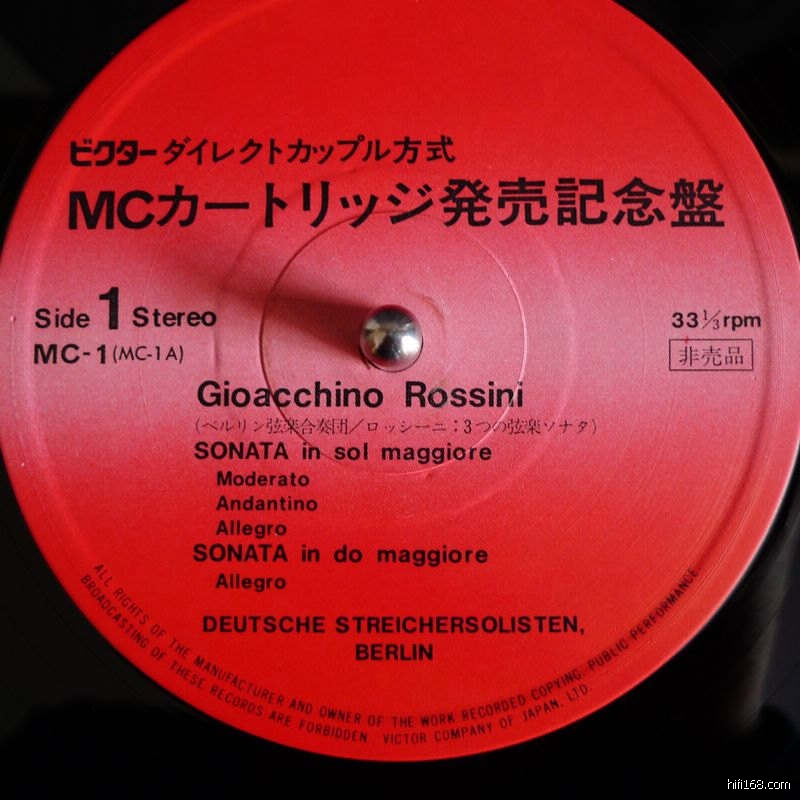 ビクターダイレクトカップル方式
MCカートリッジ発売記念盤
Side 1 Stereo
MC-1 (MC-1A)
33⅓rpm
非売品
Gioacchino Rossini
(ベルリン弦楽合奏団/ロッシーニ:3つの弦楽ソナタ)
SONATA in sol maggiore
Moderato
Andantino
Allegro
SONATA in do maggiore
Allegro
DEUTSCHE STREICHERSOLISTEN,
BERLIN
ALL RIGHTS OF THE MANUFACTURER AND OWNER OF THE WORK RECORDED COPYING, PUBLIC PERFORMANCE
BROADCASTING OF THESE RECORDS ARE FORBIDDEN VICTOR COMPANY OF JAPAN, LTD.
hifi168.com